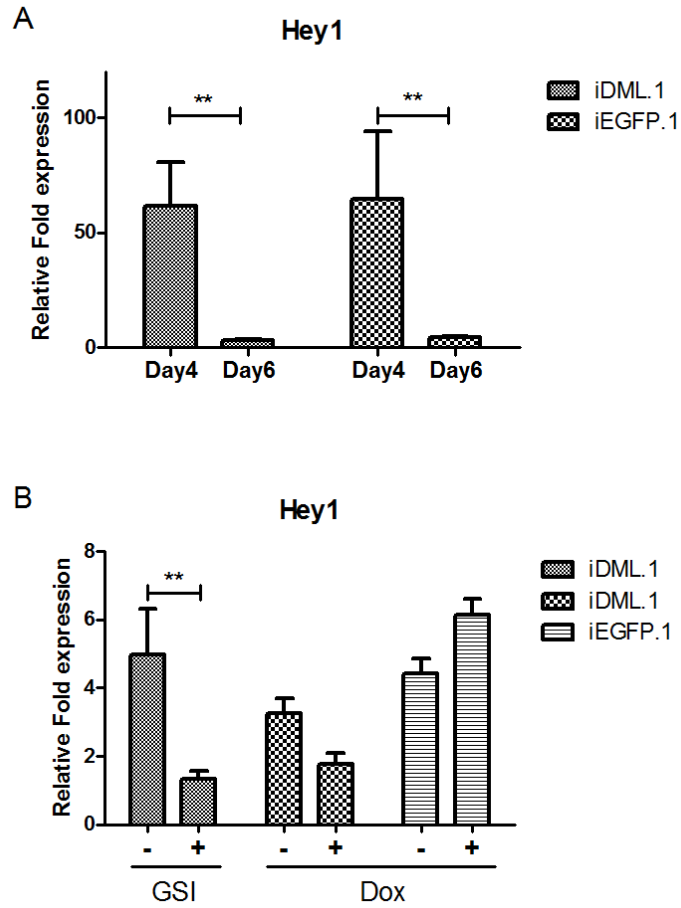 A
Hey1
Relative Fold expression
100
50
0
** **
Day4 Day6 Day4 Day6
iDML.1
iEGFP.1
B
Hey1
Relative Fold expression
8
6
4
2
0
**
- + - + - +
GSI Dox
iDML.1
iDML.1
iEGFP.1